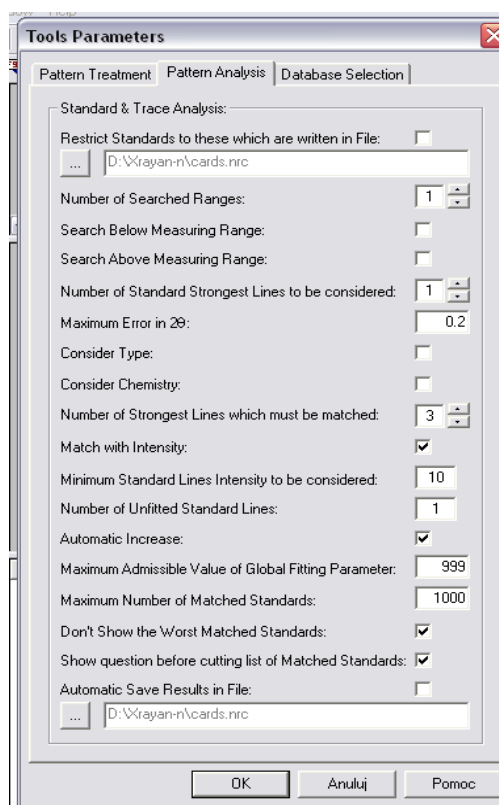 Help
Tools Parameters
Pattern Treatment Pattern Analysis Database Selection
Standard & Trace Analysis:
Restrict Standards to these which are written in File:
... D:\Xrayan-n\cards.nrc
Number of Searched Ranges: 1
Search Below Measuring Range:
Search Above Measuring Range:
Number of Standard Strongest Lines to be considered: 1
Maximum Error in 2θ: 0.2
Consider Type:
Consider Chemistry:
Number of Strongest Lines which must be matched: 3
Match with Intensity:
Minimum Standard Lines Intensity to be considered: 10
Number of Unfitted Standard Lines: 1
Automatic Increase:
Maximum Admissible Value of Global Fitting Parameter: 999
Maximum Number of Matched Standards: 1000
Don't Show the Worst Matched Standards:
Show question before cutting list of Matched Standards:
Automatic Save Results in File:
... D:\Xrayan-n\cards.nrc
OK Anuluj Pomoc